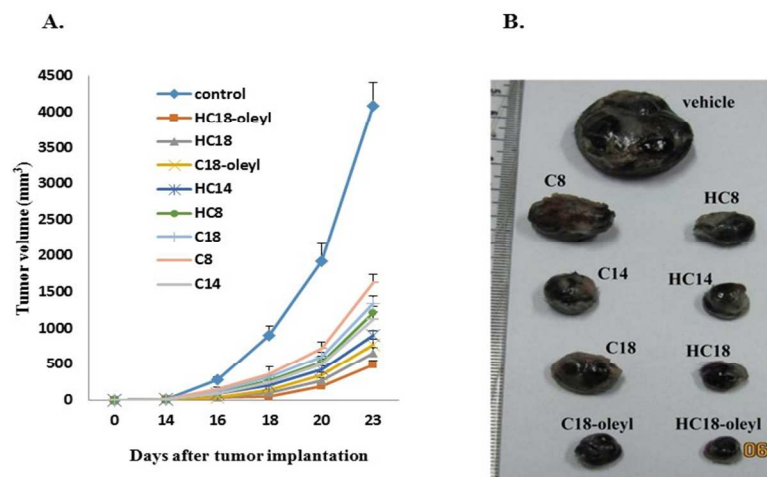 A.
B.
4500
4000
3500
3000
2500
2000
1500
1000
500
0
Tumor volume (mm³)
control
HC18-oleyl
HC18
C18-oleyl
HC14
HC8
C18
C8
C14
0 14 16 18 20 23
Days after tumor implantation
vehicle
C8
HC8
C14
HC14
C18
HC18
C18-oleyl
HC18-oleyl
06